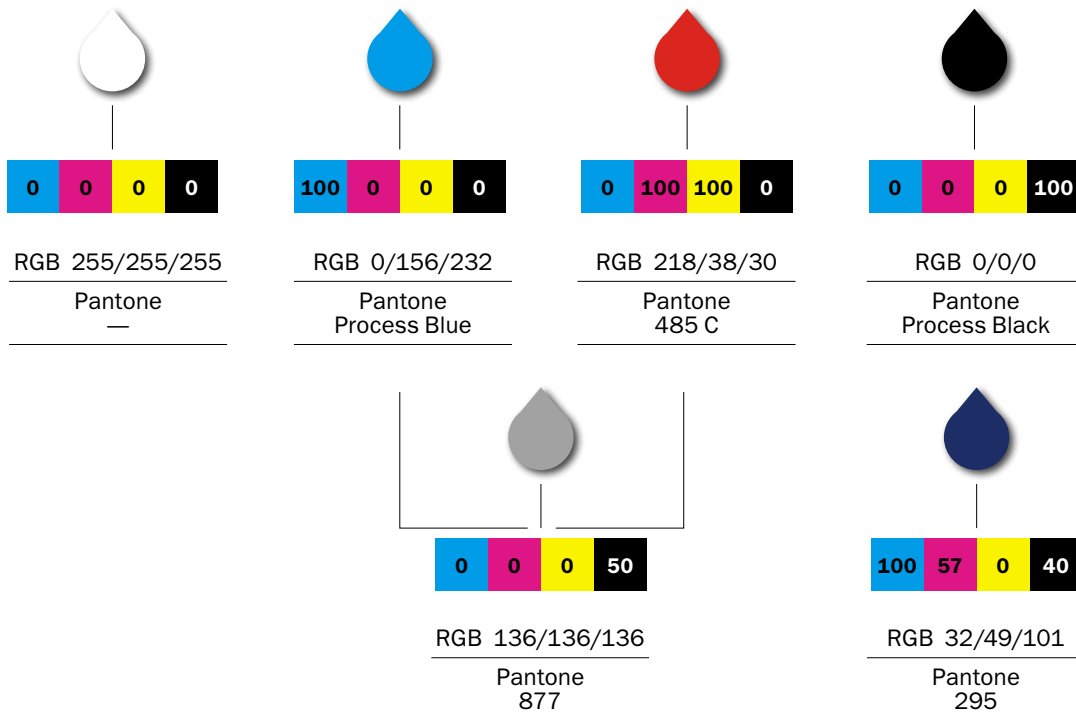 0 0 0 0
RGB 255/255/255
Pantone
—
100 0 0 0
RGB 0/156/232
Pantone
Process Blue
0 100 100 0
RGB 218/38/30
Pantone
485 C
0 0 0 100
RGB 0/0/0
Pantone
Process Black
0 0 0 50
RGB 136/136/136
Pantone
877
100 57 0 40
RGB 32/49/101
Pantone
295